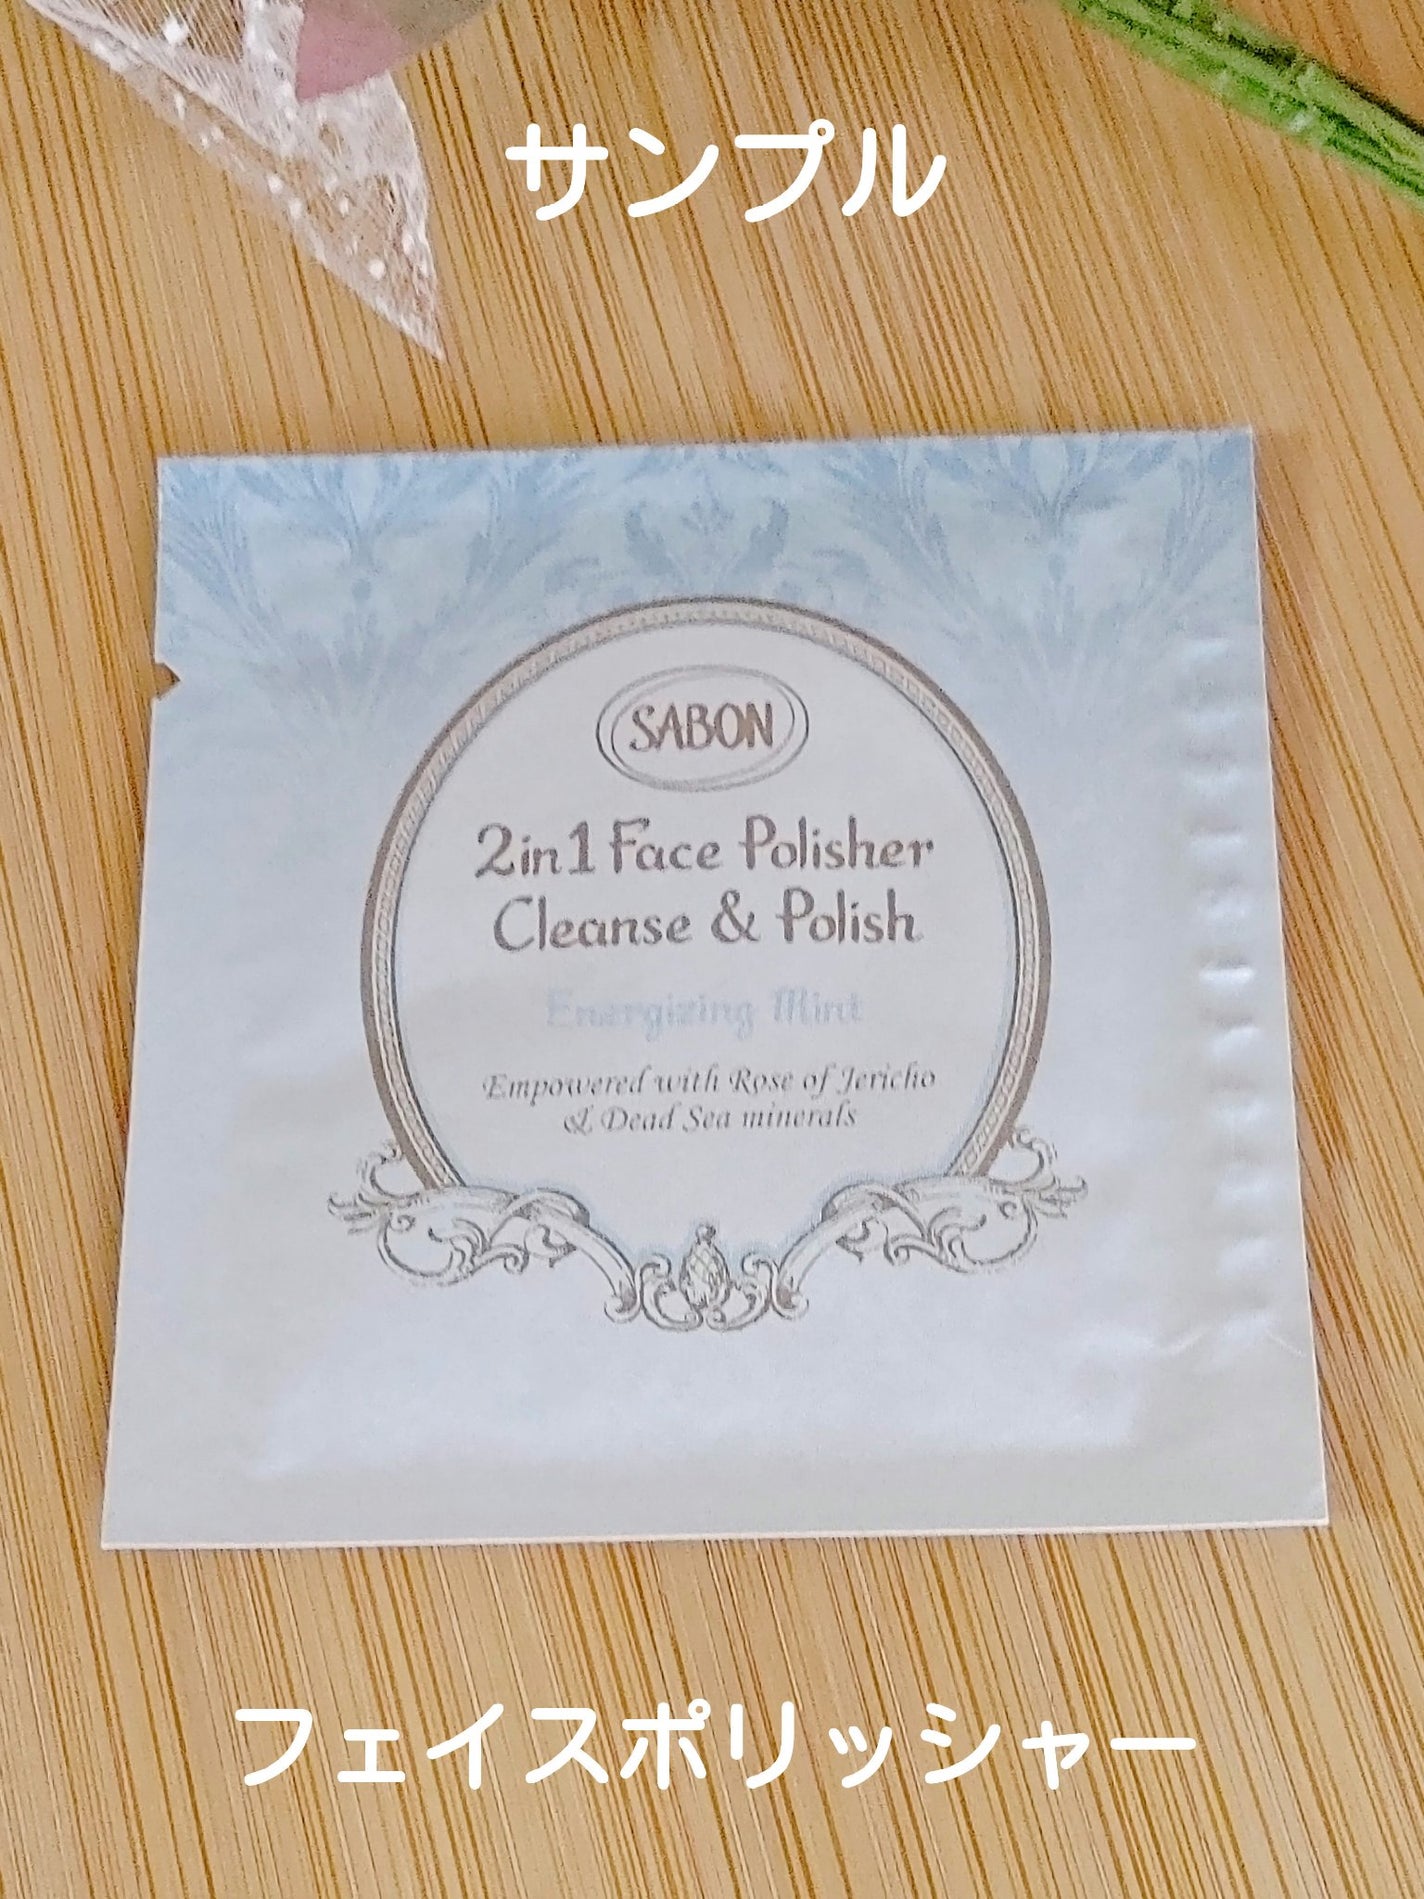 サンプル
SABON
2in1 Face Polisher
Cleanse & Polish
Energizing Mint
Empowered with Rose of Jericho
& Dead Sea minerals
フェイスポリッシャー